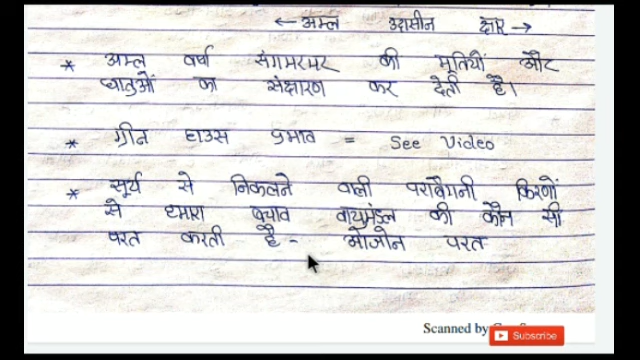 ← अम्ल उदासीन क्षार →
* अम्ल वर्षा संगमरमर की मूर्तियों और
धातुओं का संक्षारण कर देती है।
* ग्रीन हाउस प्रभाव = See Video
* सूर्य से निकलने वाली पराबैगनी किरणों
से हमारा बचाव वायुमंडल की कौन सी
परत करती है - ओजोन परत
Scanned by
Subscribe